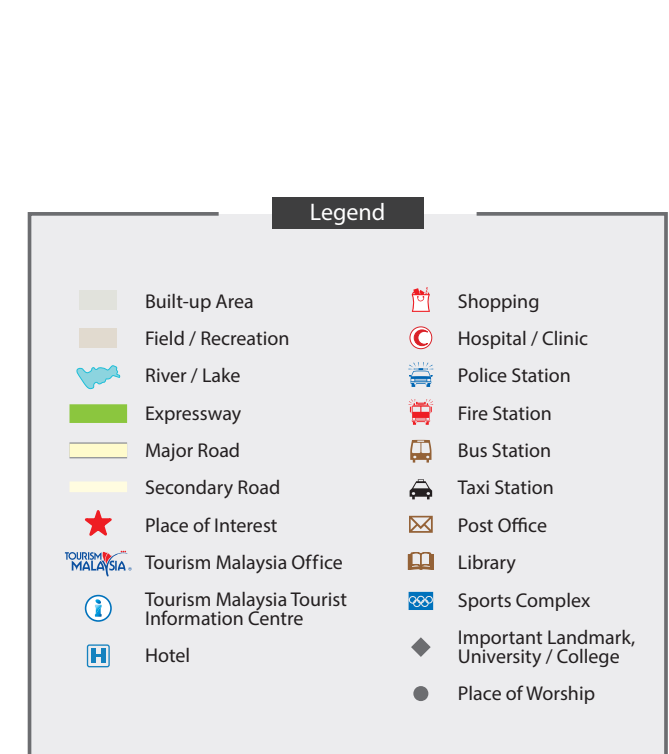 Legend
Built-up Area
Field / Recreation
River / Lake
Expressway
Major Road
Secondary Road
Place of Interest
TOURISM
MALAYSIA
Tourism Malaysia Office
Tourism Malaysia Tourist
Information Centre
H
Hotel
Shopping
Hospital / Clinic
Police Station
Fire Station
Bus Station
Taxi Station
Post Office
Library
Sports Complex
Important Landmark,
University / College
Place of Worship